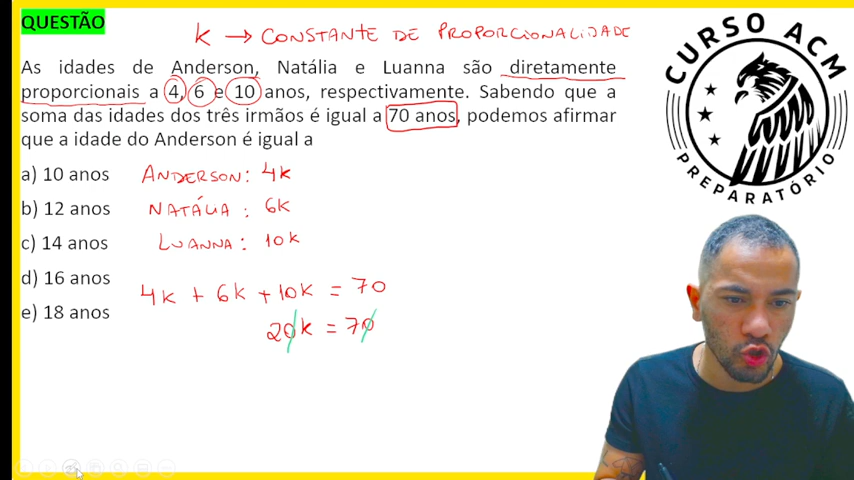 QUESTÃO
K → CONSTANTE DE PROPORCIONALIDADE
As idades de Anderson, Natália e Luanna são diretamente
proporcionais a 4, 6 e 10 anos, respectivamente. Sabendo que a
soma das idades dos três irmãos é igual a 70 anos, podemos afirmar
que a idade do Anderson é igual a
a) 10 anos ANDERSON: 4K
b) 12 anos NATÁLIA: 6K
c) 14 anos LUANNA: 10K
d) 16 anos
4K + 6K + 10K = 70
e) 18 anos
20K = 70
CURSO ACM
PREPARATÓRIO